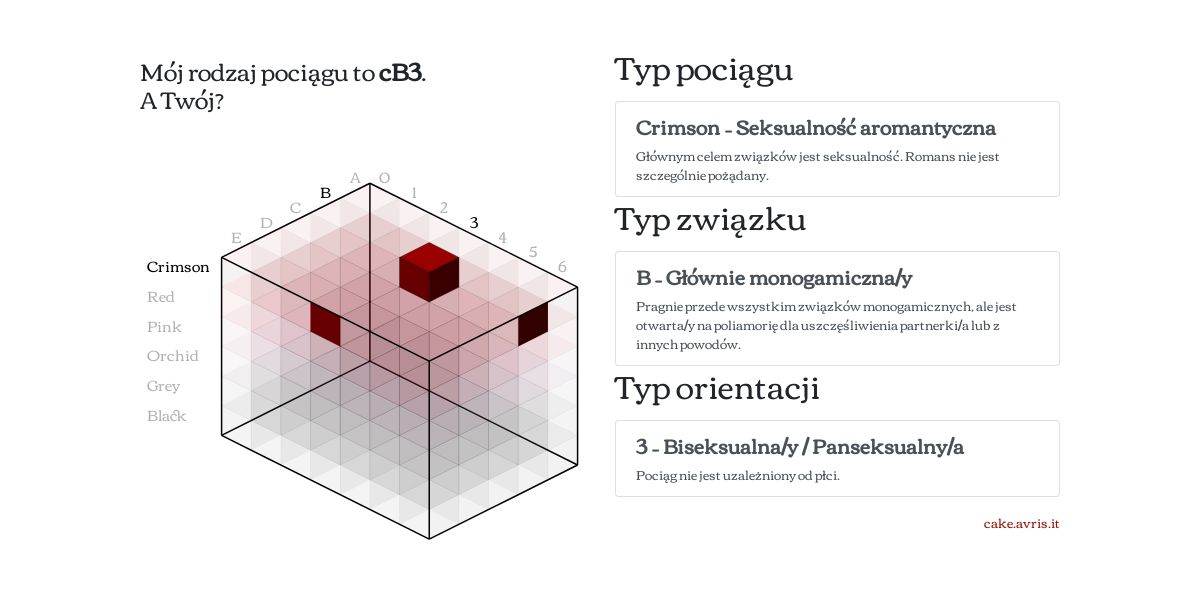 Mój rodzaj pociągu to cB3.
A Twój?
A O
B 1
C 2
D 3
E 4
5
6
Crimson
Red
Pink
Orchid
Grey
Black
Typ pociągu
Crimson - Seksualność aromantyczna
Głównym celem związków jest seksualność. Romans nie jest
szczególnie pożądany.
Typ związku
B - Głównie monogamiczna/y
Pragnie przede wszystkim związków monogamicznych, ale jest
otwarta/y na poliamorię dla uszczęśliwienia partnerki/a lub z
innych powodów.
Typ orientacji
3 - Biseksualna/y / Panseksualny/a
Pociąg nie jest uzależniony od płci.
cake.avris.it